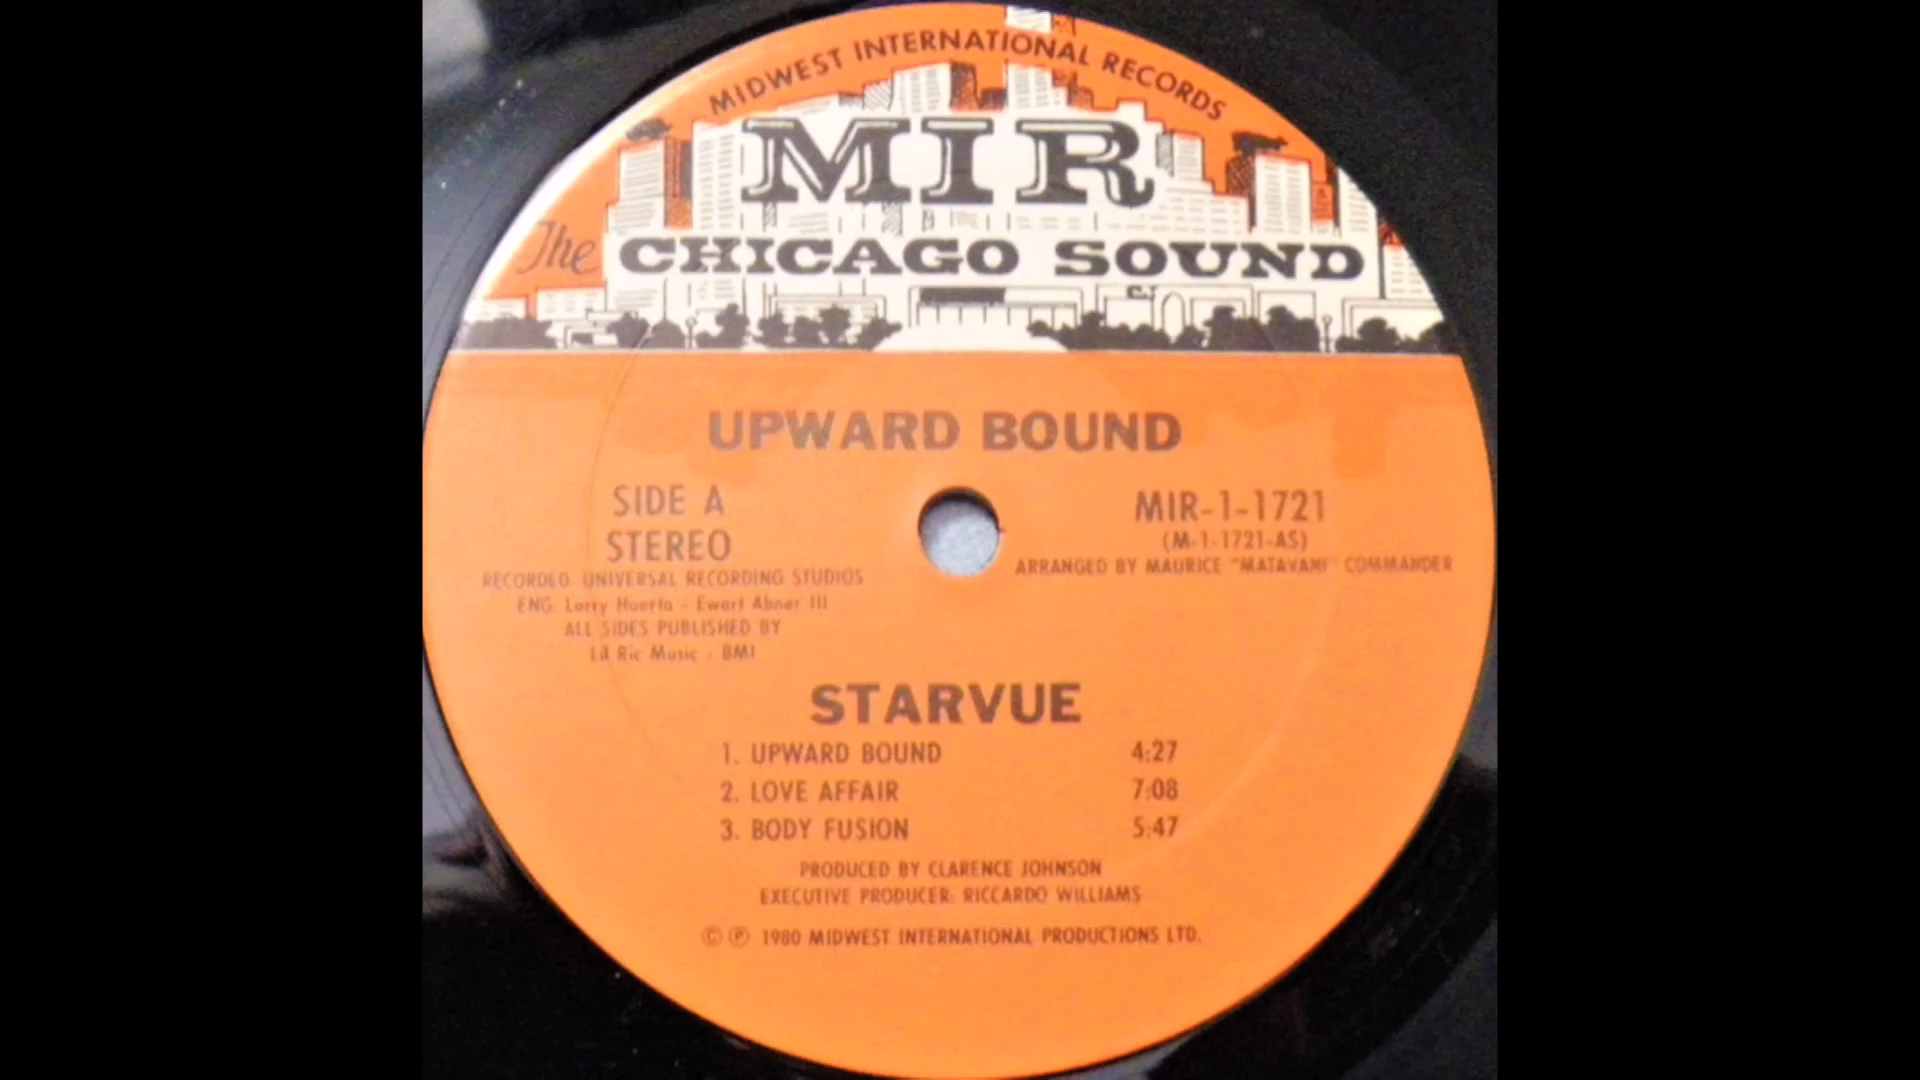 MIDWEST INTERNATIONAL RECORDS
MIR
The CHICAGO SOUND
CJ
UPWARD BOUND
SIDE A
STEREO
RECORDED: UNIVERSAL RECORDING STUDIOS
ENG: Larry Huerta - Ewart Abner III
ALL SIDES PUBLISHED BY
Lil Ric Music - BMI
MIR-1-1721
(M-1-1721-AS)
ARRANGED BY MAURICE "MATAVANI" COMMANDER
STARVUE
1. UPWARD BOUND 4:27
2. LOVE AFFAIR 7:08
3. BODY FUSION 5:47
PRODUCED BY CLARENCE JOHNSON
EXECUTIVE PRODUCER: RICCARDO WILLIAMS
© ℗ 1980 MIDWEST INTERNATIONAL PRODUCTIONS LTD.